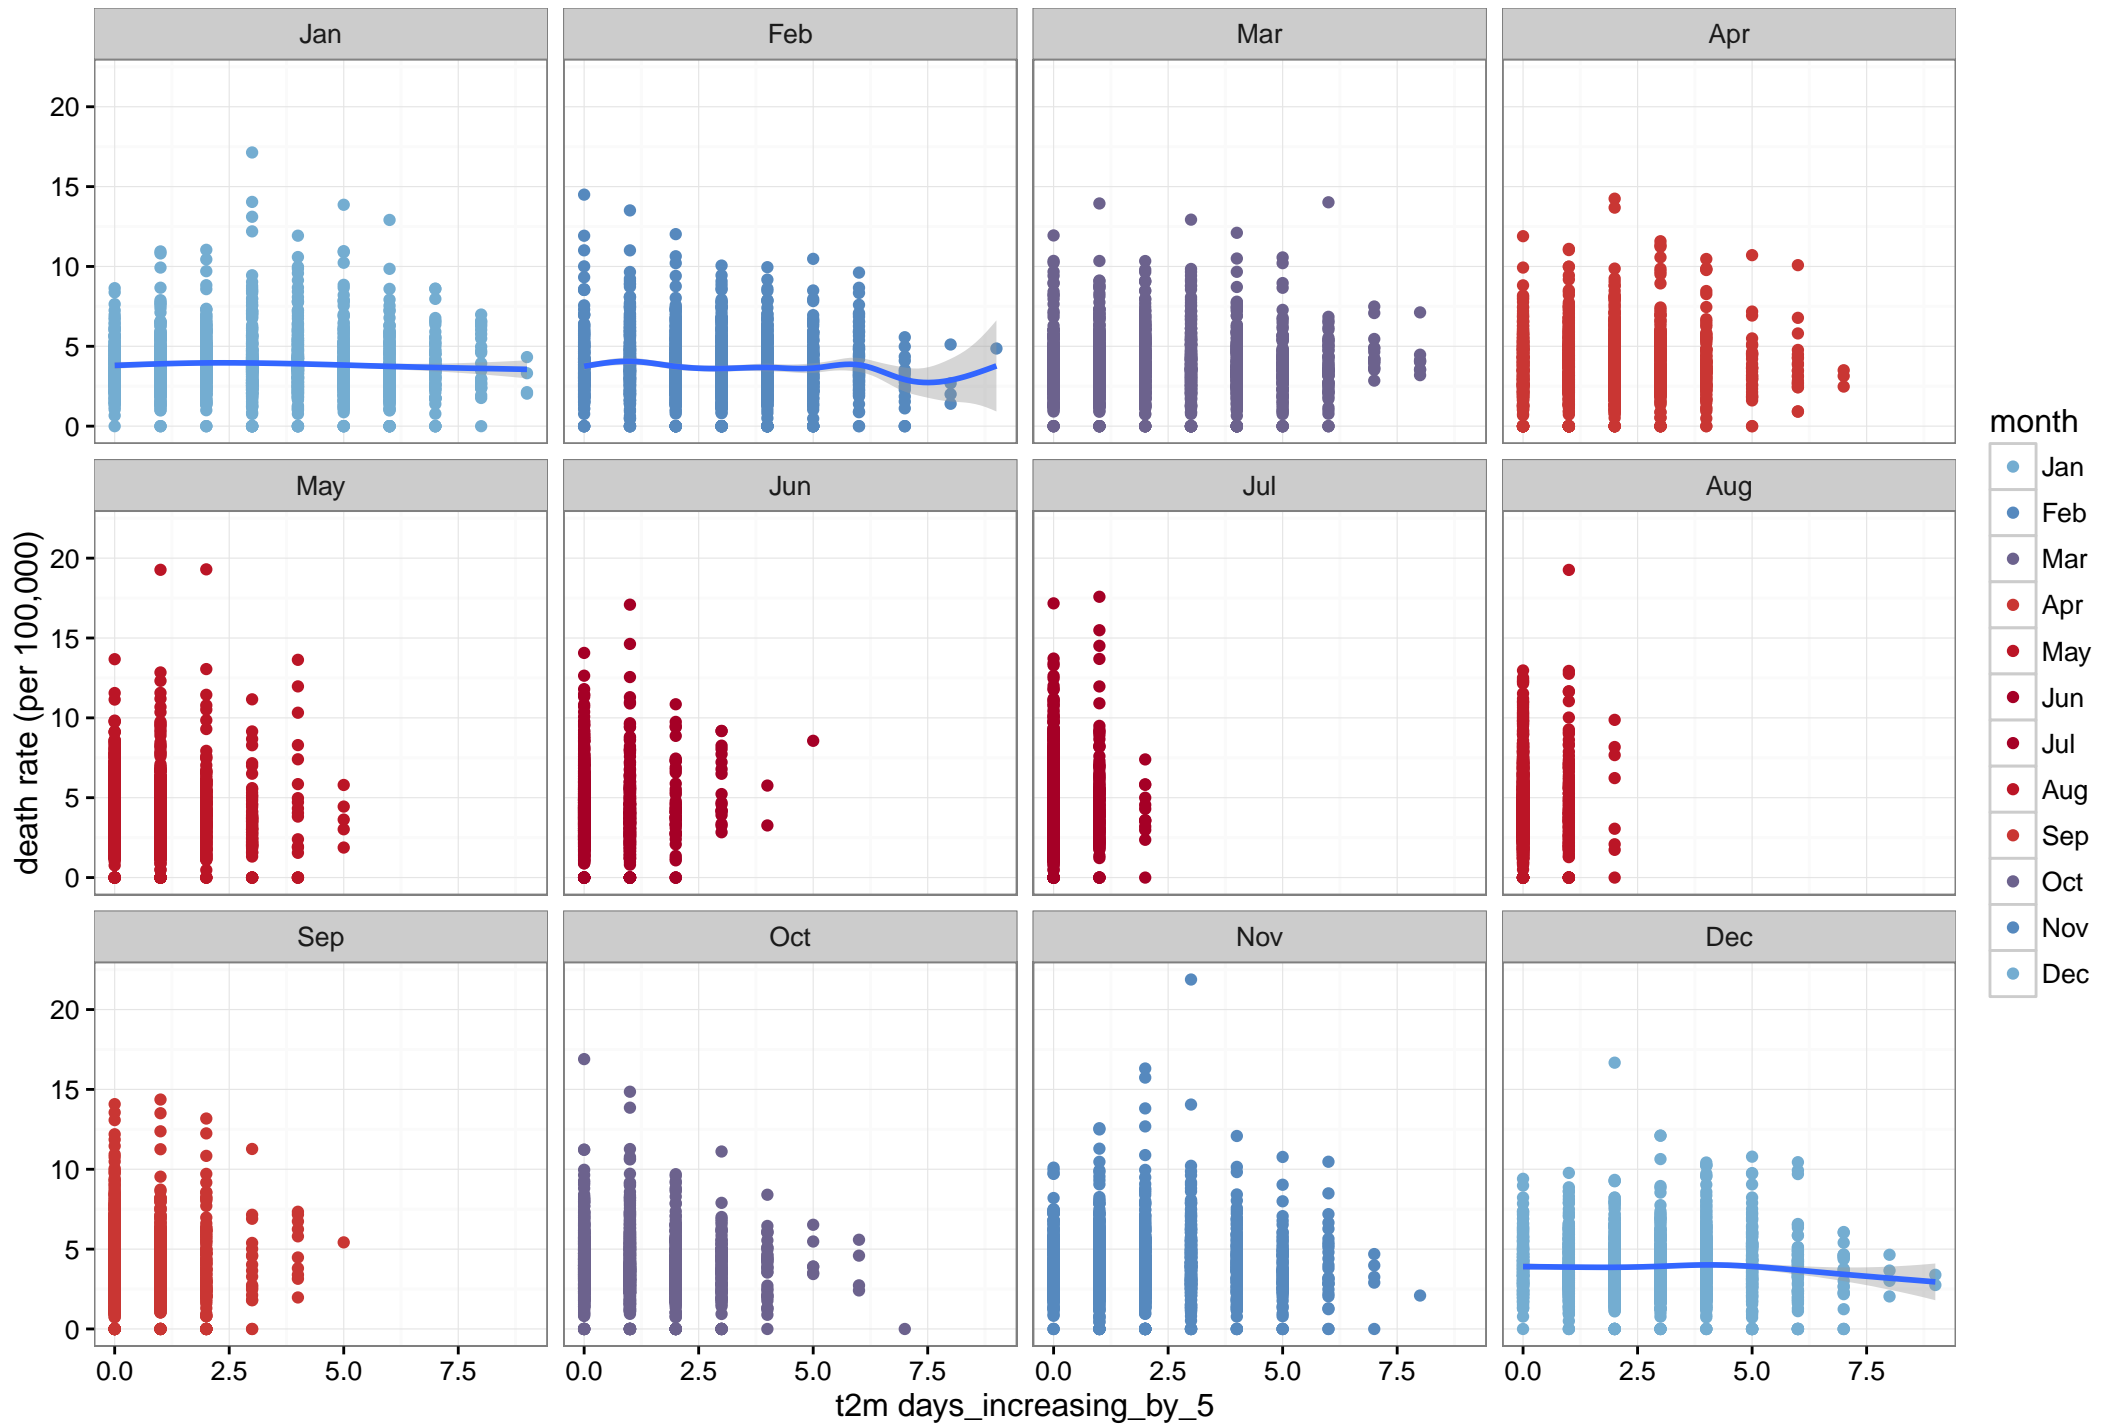 Jan Feb Mar Apr
20
15
10
5
0
May Jun Jul Aug
20
15
10
5
0
Sep Oct Nov Dec
20
15
10
5
0
0.0 2.5 5.0 7.5 0.0 2.5 5.0 7.5 0.0 2.5 5.0 7.5 0.0 2.5 5.0 7.5
t2m days_increasing_by_5
death rate (per 100,000)
month
Jan
Feb
Mar
Apr
May
Jun
Jul
Aug
Sep
Oct
Nov
Dec